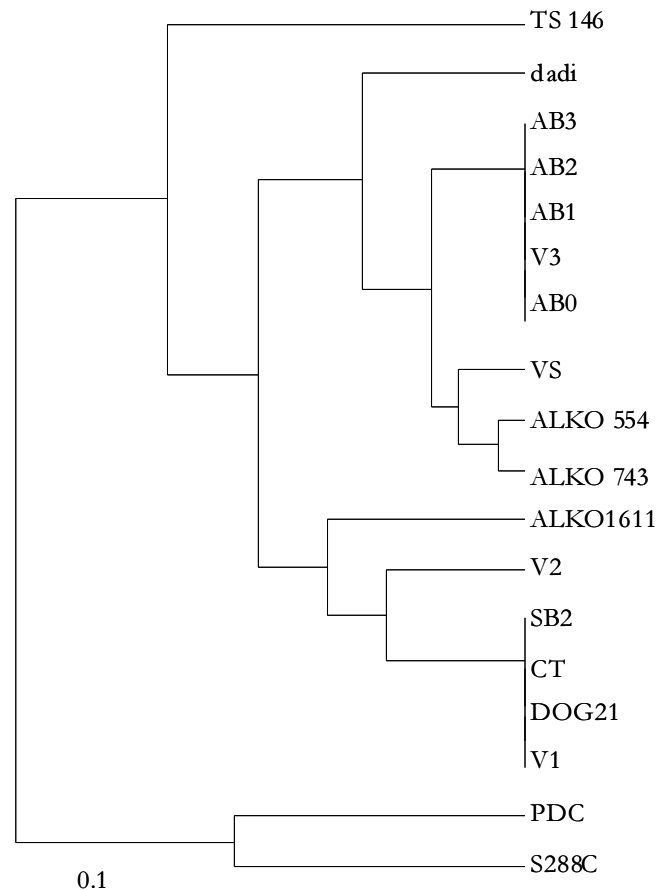 TS 146
dadi
AB3
AB2
AB1
V3
AB0
VS
ALKO 554
ALKO 743
ALKO1611
V2
SB2
CT
DOG21
V1
PDC
S288C
0.1